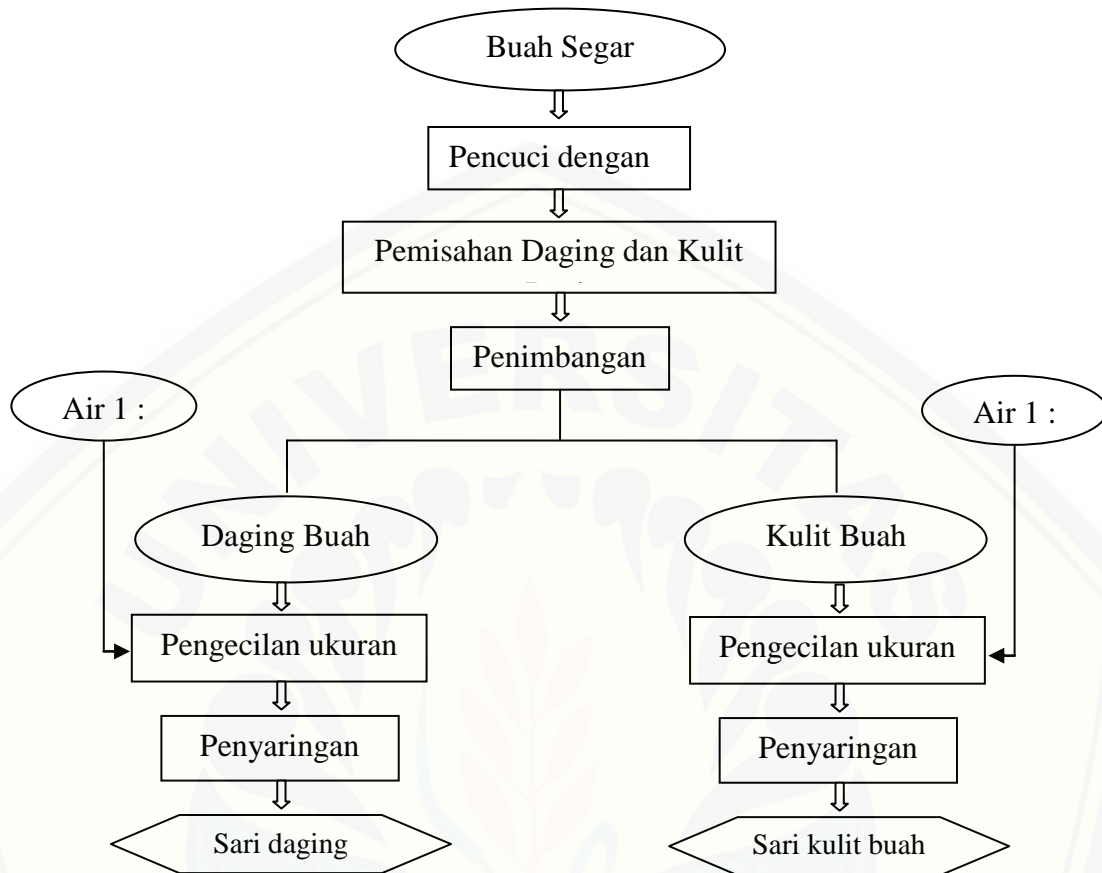 Buah Segar
Pencuci dengan
Pemisahan Daging dan Kulit
Penimbangan
Air 1 :
Air 1 :
Daging Buah
Kulit Buah
Pengecilan ukuran
Pengecilan ukuran
Penyaringan
Penyaringan
Sari daging
Sari kulit buah
UNIVERSITAS